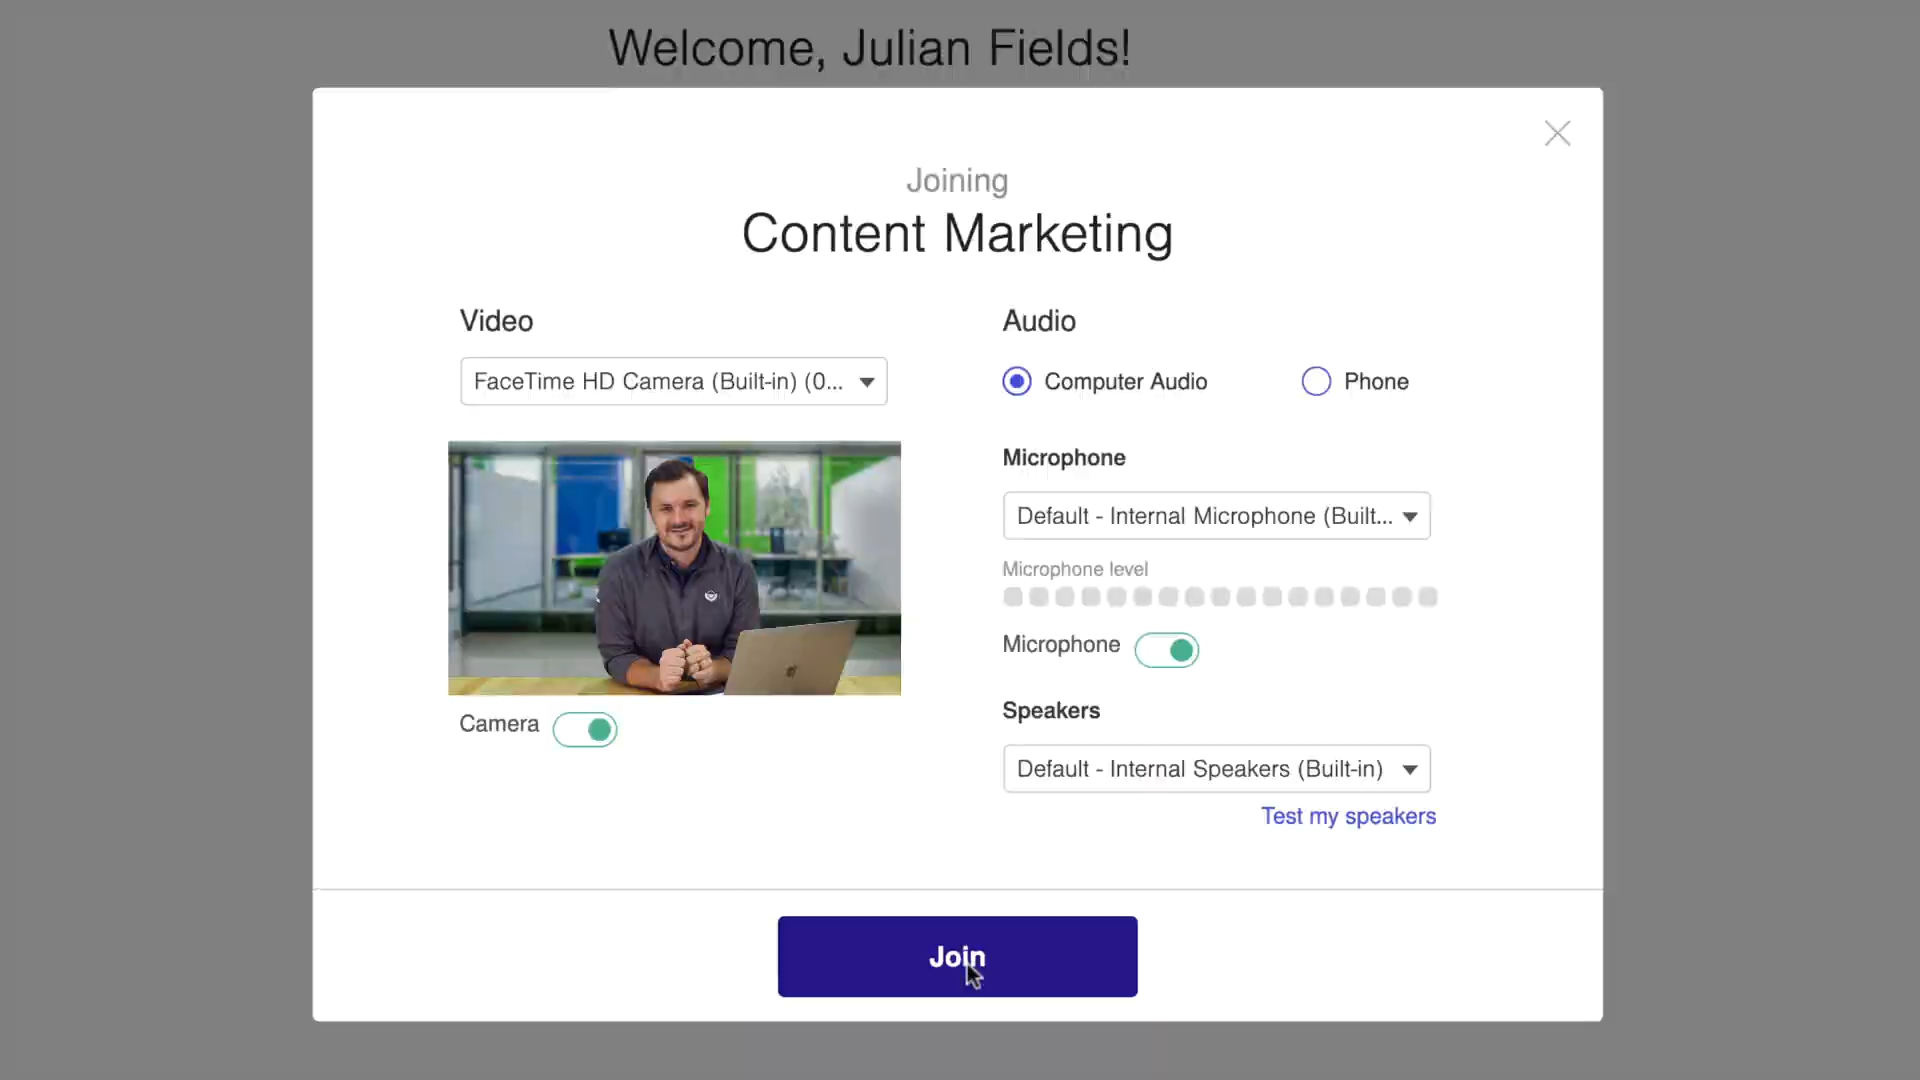 Welcome, Julian Fields!
Joining
Content Marketing
Video
FaceTime HD Camera (Built-in) (0...
Camera
Audio
Computer Audio
Phone
Microphone
Default - Internal Microphone (Built...
Microphone level
Microphone
Speakers
Default - Internal Speakers (Built-in)
Test my speakers
Join